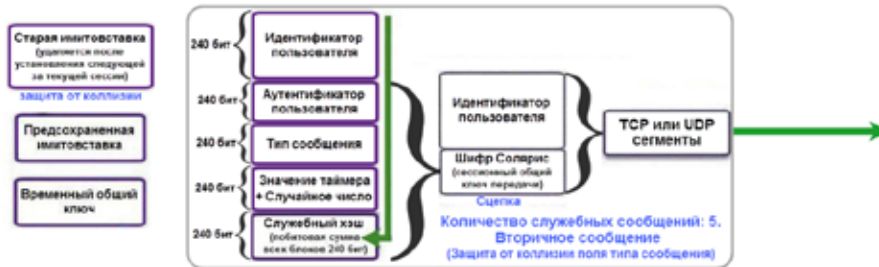 Старая имитовставка
(удаляется после
установления следующей
за текущей сессии)
защита от коллизии
Предсохраненная
имитовставка
Временный общий
ключ
240 бит
Идентификатор
пользователя
240 бит
Аутентификатор
пользователя
240 бит
Тип сообщения
240 бит
Значение таймера
+ Случайное число
240 бит
Служебный хэш
(побитовая сумма
всех блоков 240 бит)
Идентификатор
пользователя
Шифр Солярис
(сессионный общий
ключ передачи)
Сцепка
TCP или UDP
сегменты
Количество служебных сообщений: 5.
Вторичное сообщение
(Защита от коллизии поля типа сообщения)